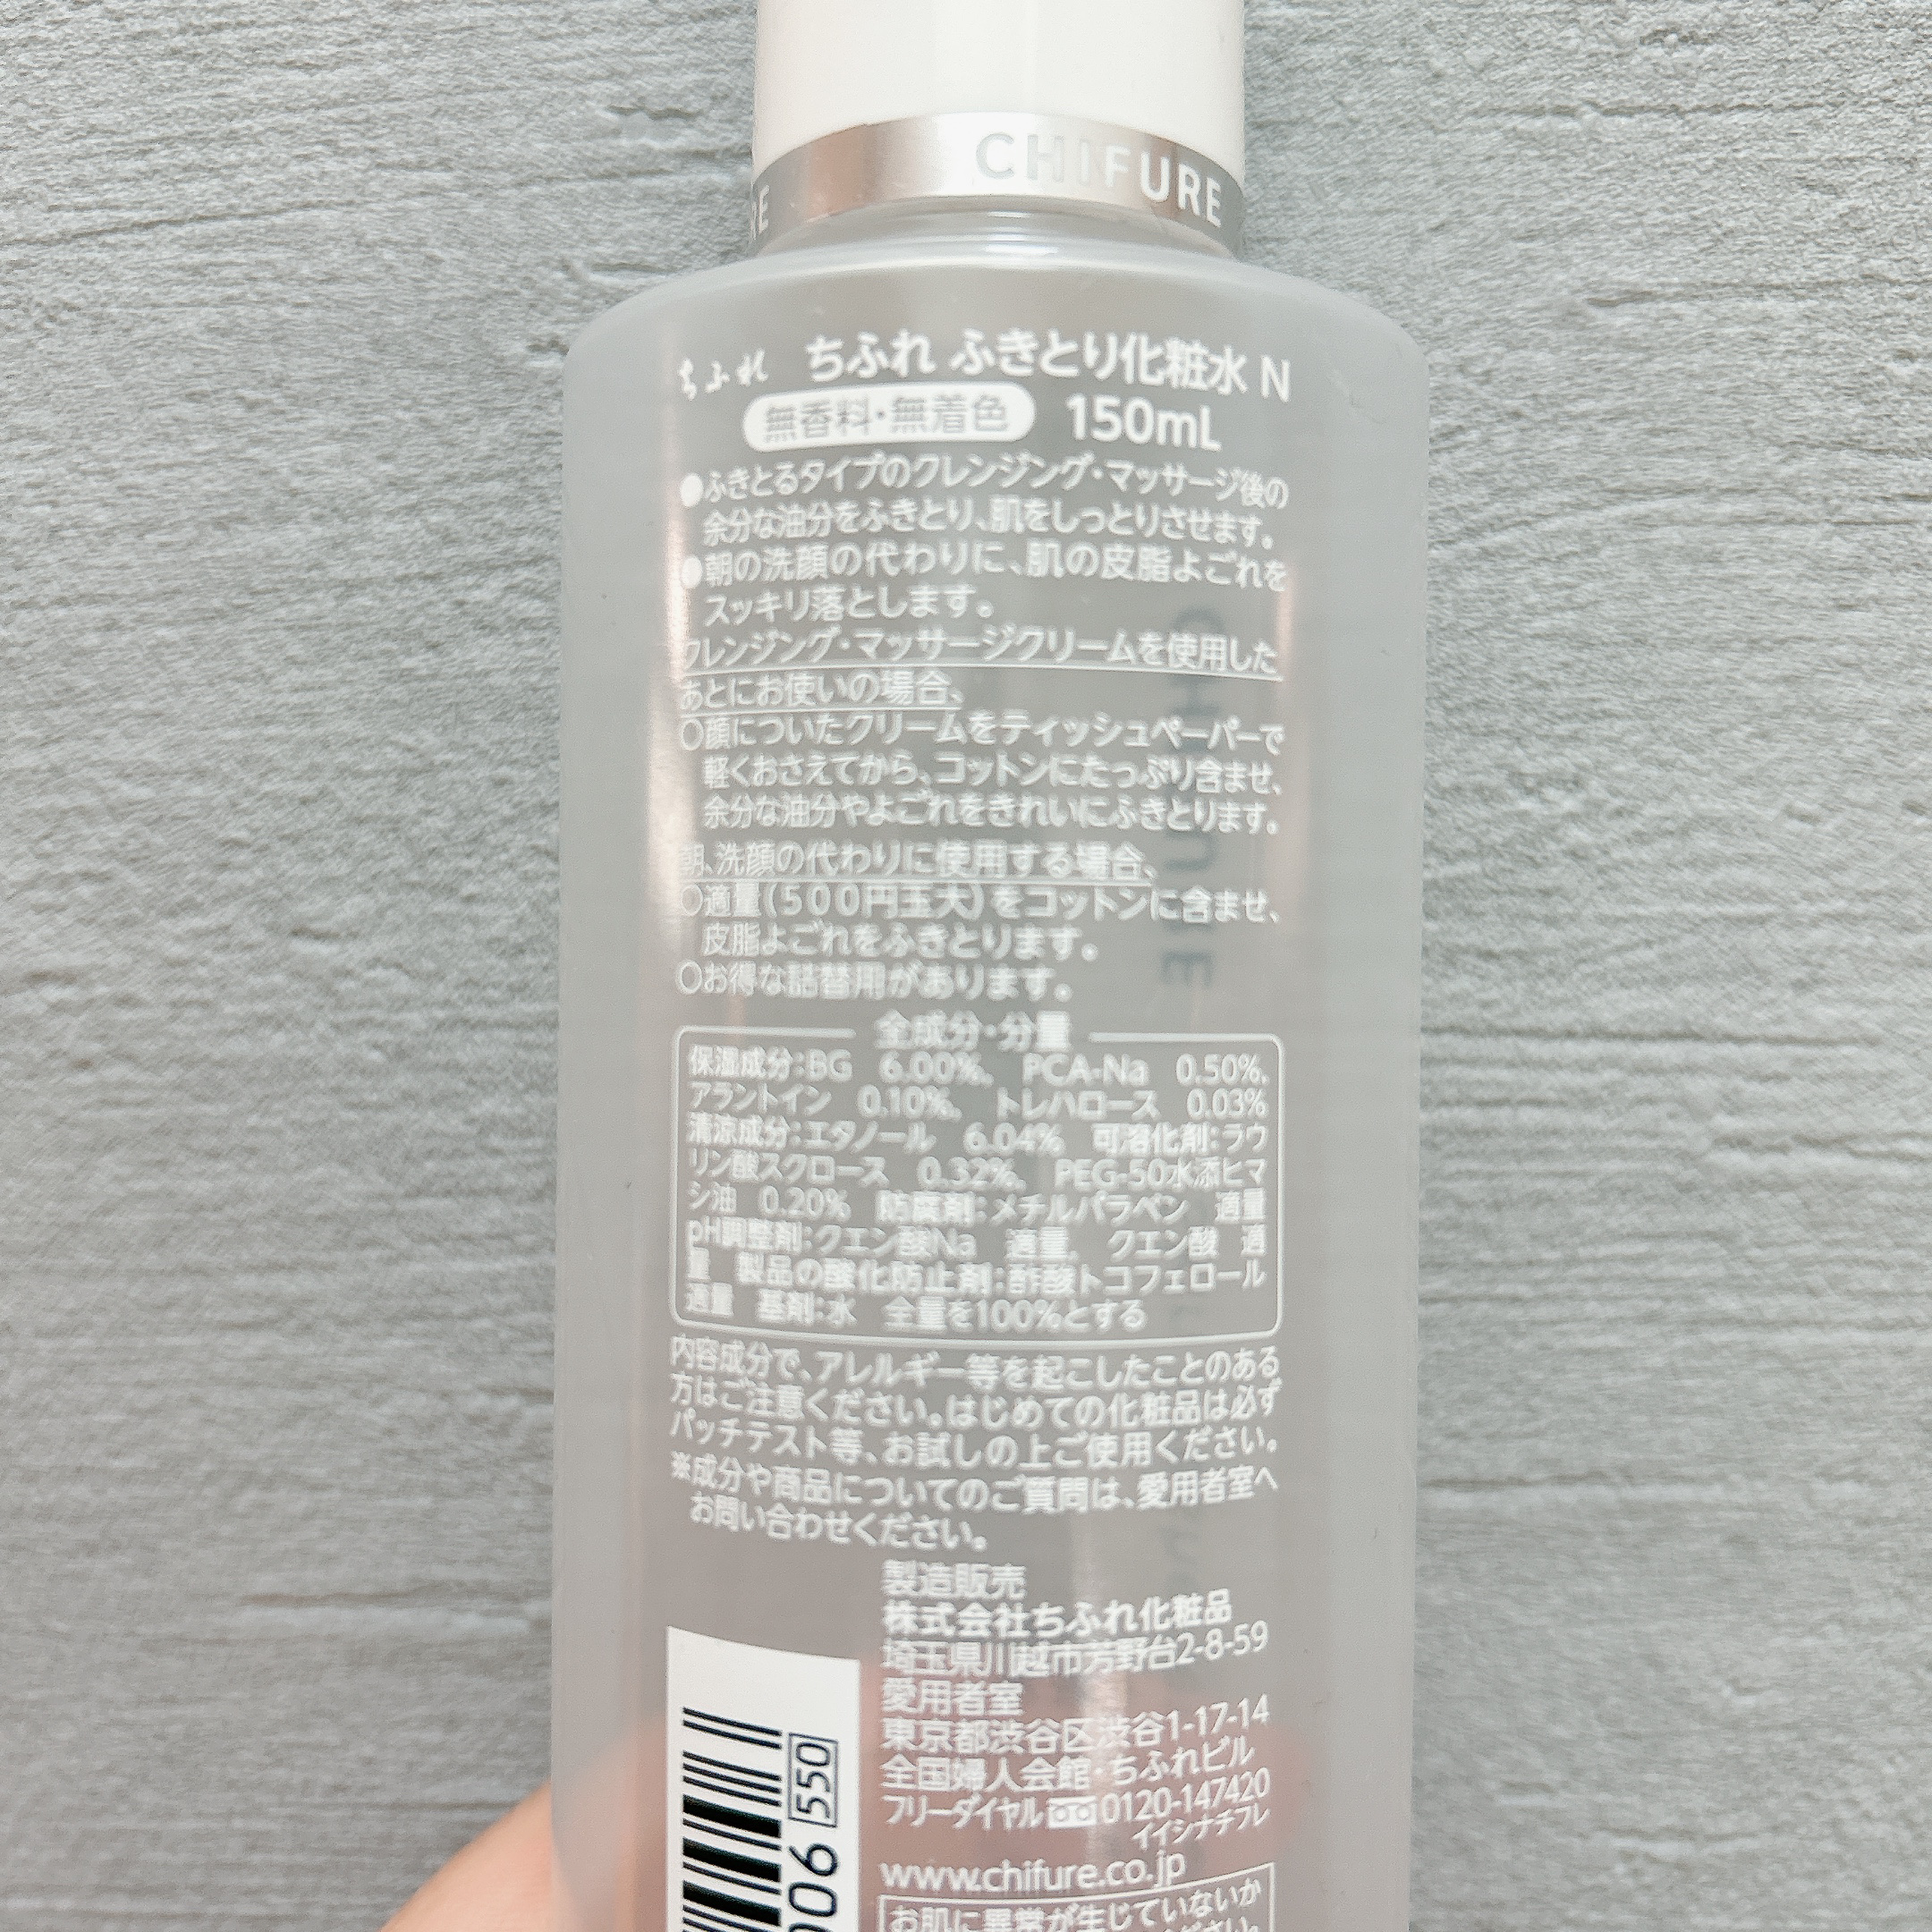 CHIFURE
RE
ちふれ ちふれ ふきとり化粧水 N
無香料・無着色 150mL
●ふきとるタイプのクレンジング・マッサージ後の
余分な油分をふきとり、肌をしっとりさせます。
●朝の洗顔の代わりに、肌の皮脂よごれを
スッキリ落とします。
クレンジング・マッサージクリームを使用した
あとにお使いの場合、
○顔についたクリームをティッシュペーパーで
軽くおさえてから、コットンにたっぷり含ませ、
余分な油分やよごれをきれいにふきとります。
朝、洗顔の代わりに使用する場合、
○適量(500円玉大)をコットンに含ませ、
皮脂よごれをふきとります。
○お得な詰替用があります。
全成分・分量
保湿成分:BG 6.00%、 PCA-Na 0.50%、
アラントイン 0.10%、 トレハロース 0.03%
清涼成分:エタノール 6.04% 可溶化剤:ラウ
リン酸スクロース 0.32%、 PEG-50水添ヒマ
シ油 0.20% 防腐剤:メチルパラベン 適量
pH調整剤:クエン酸Na 適量、 クエン酸 適
量 製品の酸化防止剤:酢酸トコフェロール
適量 基剤:水 全量を100%とする
内容成分で、アレルギー等を起こしたことのある
方はご注意ください。はじめての化粧品は必ず
パッチテスト等、お試しの上ご使用ください。
※成分や商品についてのご質問は、愛用者室へ
お問い合わせください。
製造販売
株式会社ちふれ化粧品
埼玉県川越市芳野台2-8-59
愛用者室
東京都渋谷区渋谷1-17-14
全国婦人会館・ちふれビル
フリーダイヤル 0120-147420
イイシナチフレ
www.chifure.co.jp
お肌に異常が生じていないか
550
006